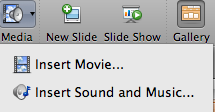 Media New Slide Slide Show Gallery
Insert Movie...
Insert Sound and Music...